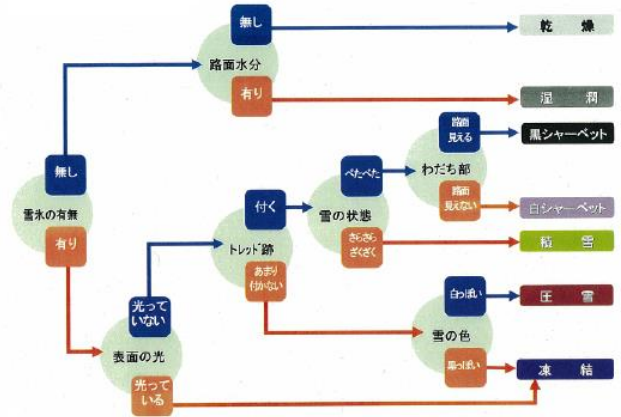 無し
乾 燥
路面水分
有り
湿 潤
路面
見える
黒シャーベット
無し
べたべた
わだち部
雪氷の有無
付く
雪の状態
路面
見えない
白シャーベット
有り
トレッド跡
さらさら
ざくざく
積 雪
あまり
付かない
光って
いない
白っぽい
圧 雪
表面の光
雪の色
光って
いる
黒っぽい
凍 結